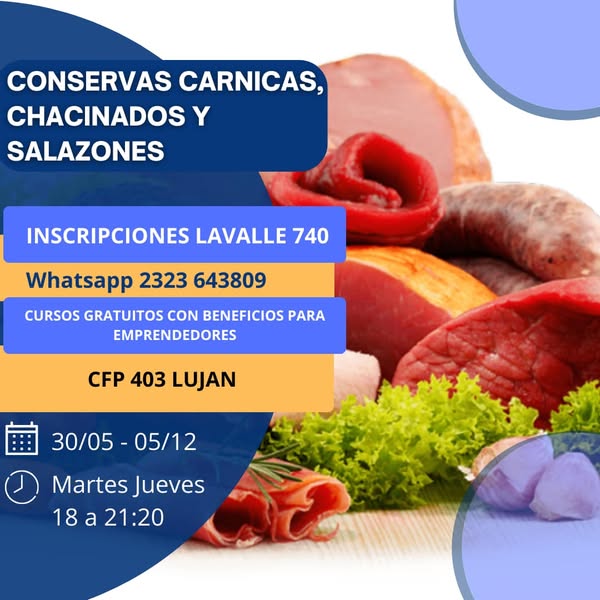 CONSERVAS CARNICAS,
CHACINADOS Y
SALAZONES
INSCRIPCIONES LAVALLE 740
Whatsapp 2323 643809
CURSOS GRATUITOS CON BENEFICIOS PARA
EMPRENDEDORES
CFP 403 LUJAN
30/05 - 05/12
Martes Jueves
18 a 21:20